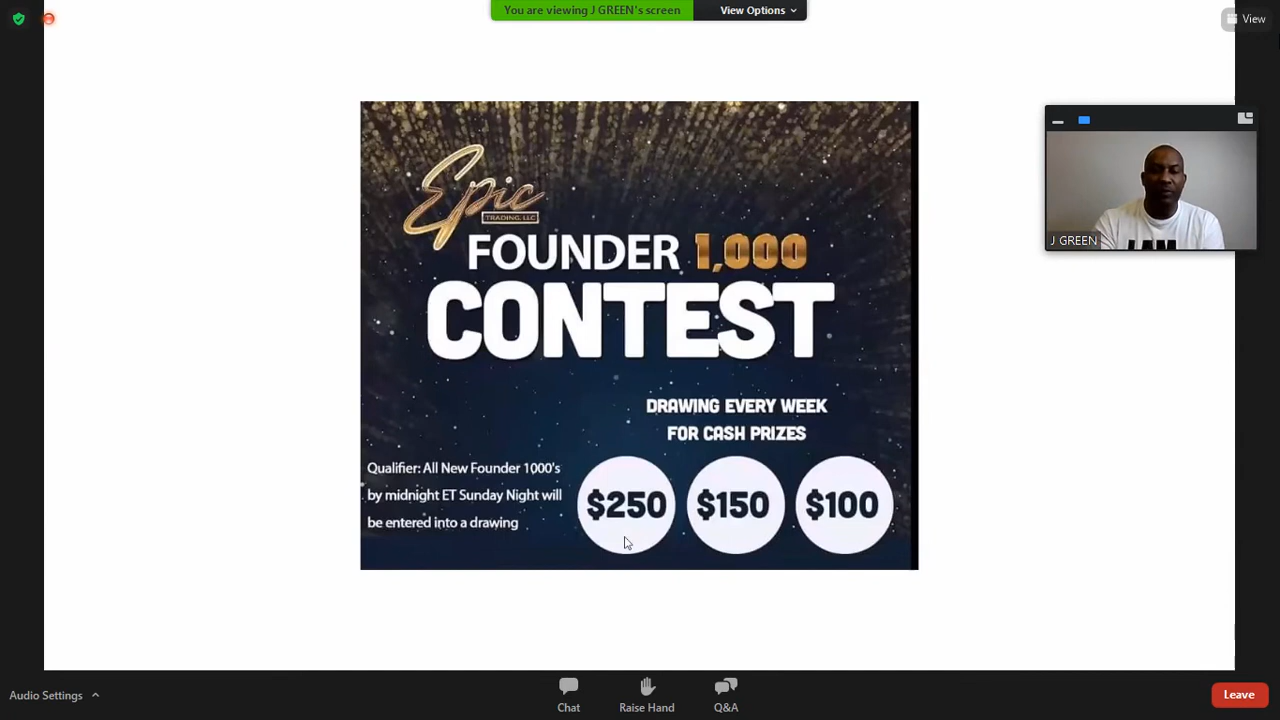 You are viewing J GREEN's screen
View Options
View
Epic
TRADING, LLC
FOUNDER 1,000
CONTEST
DRAWING EVERY WEEK
FOR CASH PRIZES
Qualifier: All New Founder 1000's
by midnight ET Sunday Night will
be entered into a drawing
$250 $150 $100
I AM
J GREEN
Audio Settings
Chat
Raise Hand
Q&A
Leave